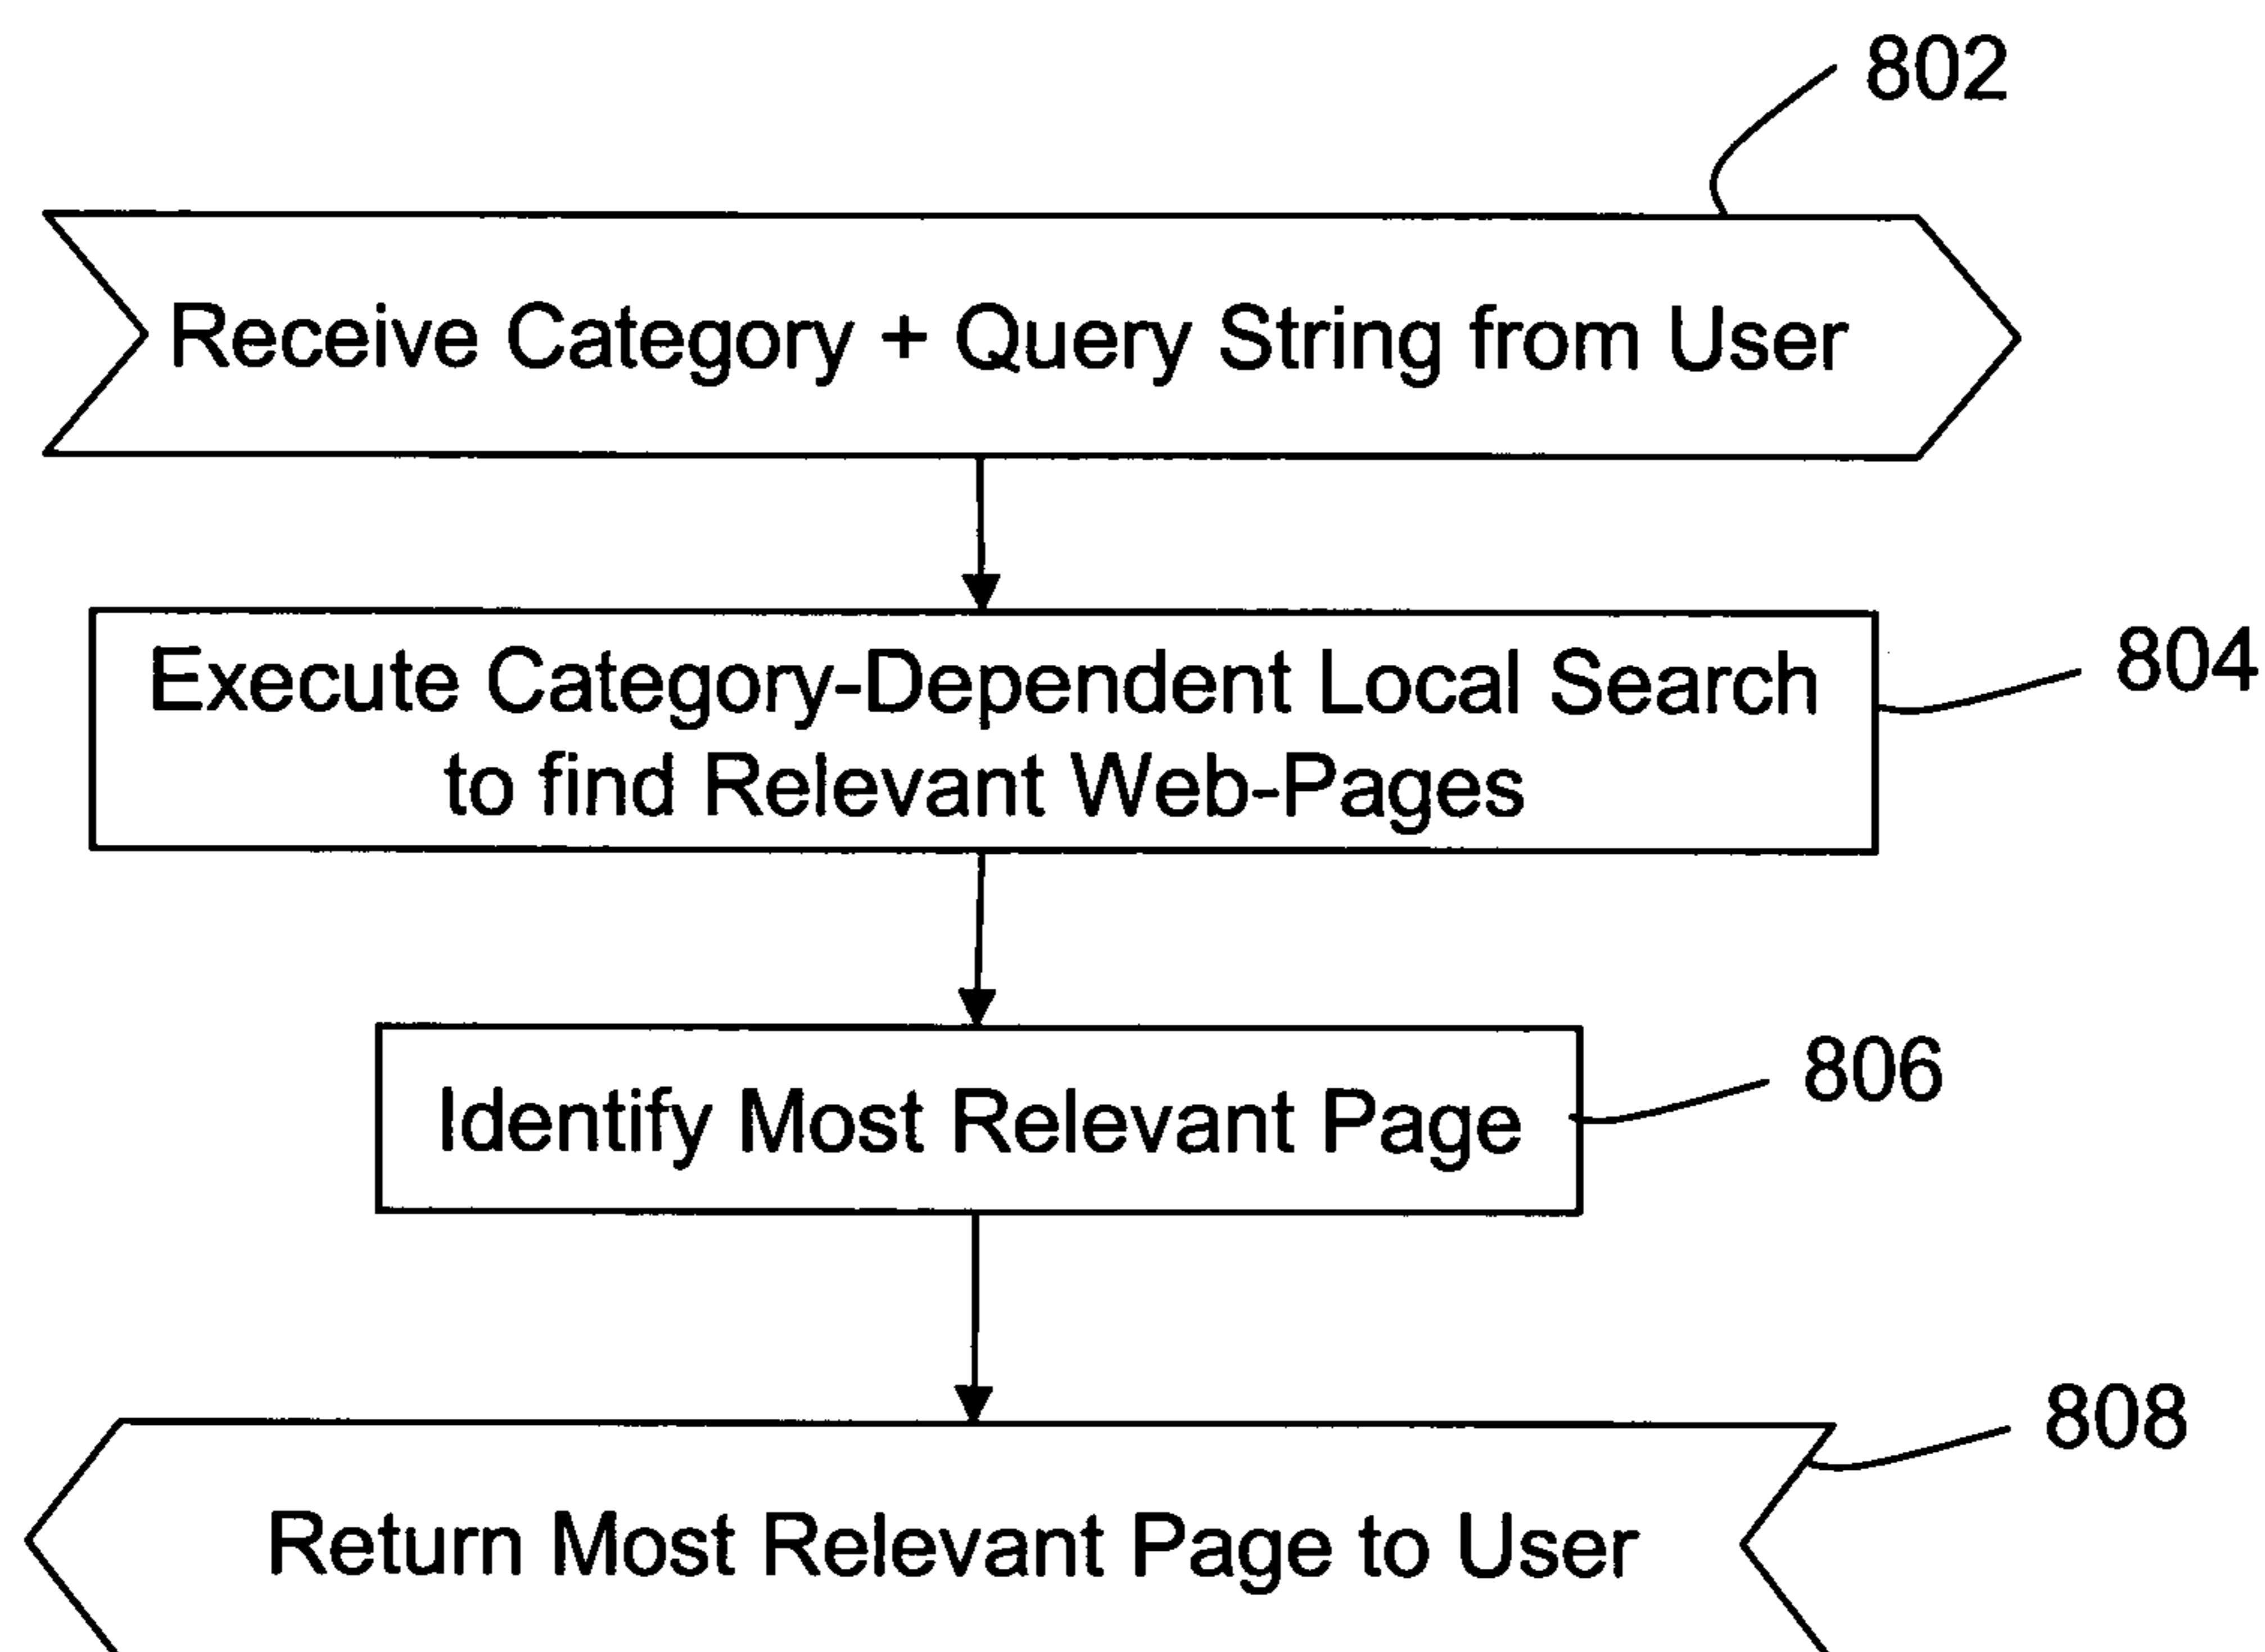 802
Receive Category + Query String from User
Execute Category-Dependent Local Search
to find Relevant Web-Pages
804
Identify Most Relevant Page
806
808
Return Most Relevant Page to User